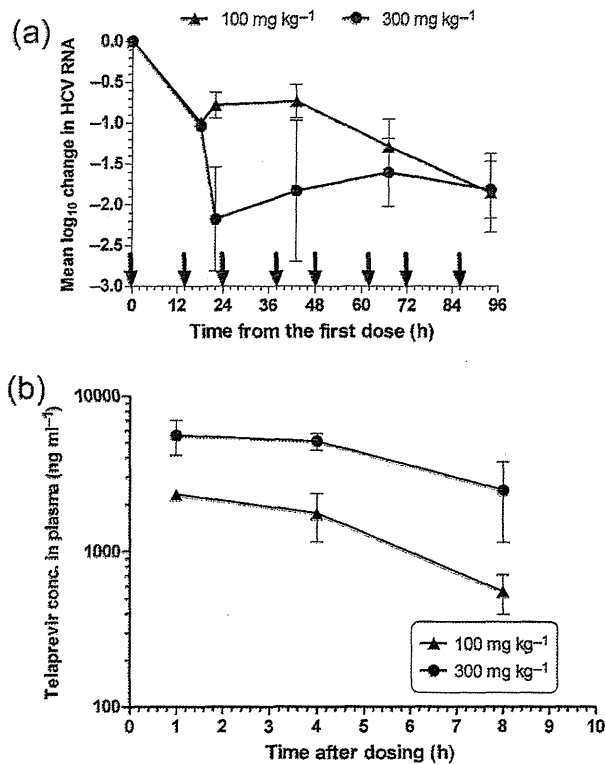 (a)
100 mg kg⁻¹ 300 mg kg⁻¹
Mean log₁₀ change in HCV RNA
0.0
−0.5
−1.0
−1.5
−2.0
−2.5
−3.0
0 12 24 36 48 60 72 84 96
Time from the first dose (h)
(b)
Telaprevir conc. in plasma (ng ml⁻¹)
10000
1000
100
0 1 2 3 4 5 6 7 8 9 10
100 mg kg⁻¹
300 mg kg⁻¹
Time after dosing (h)